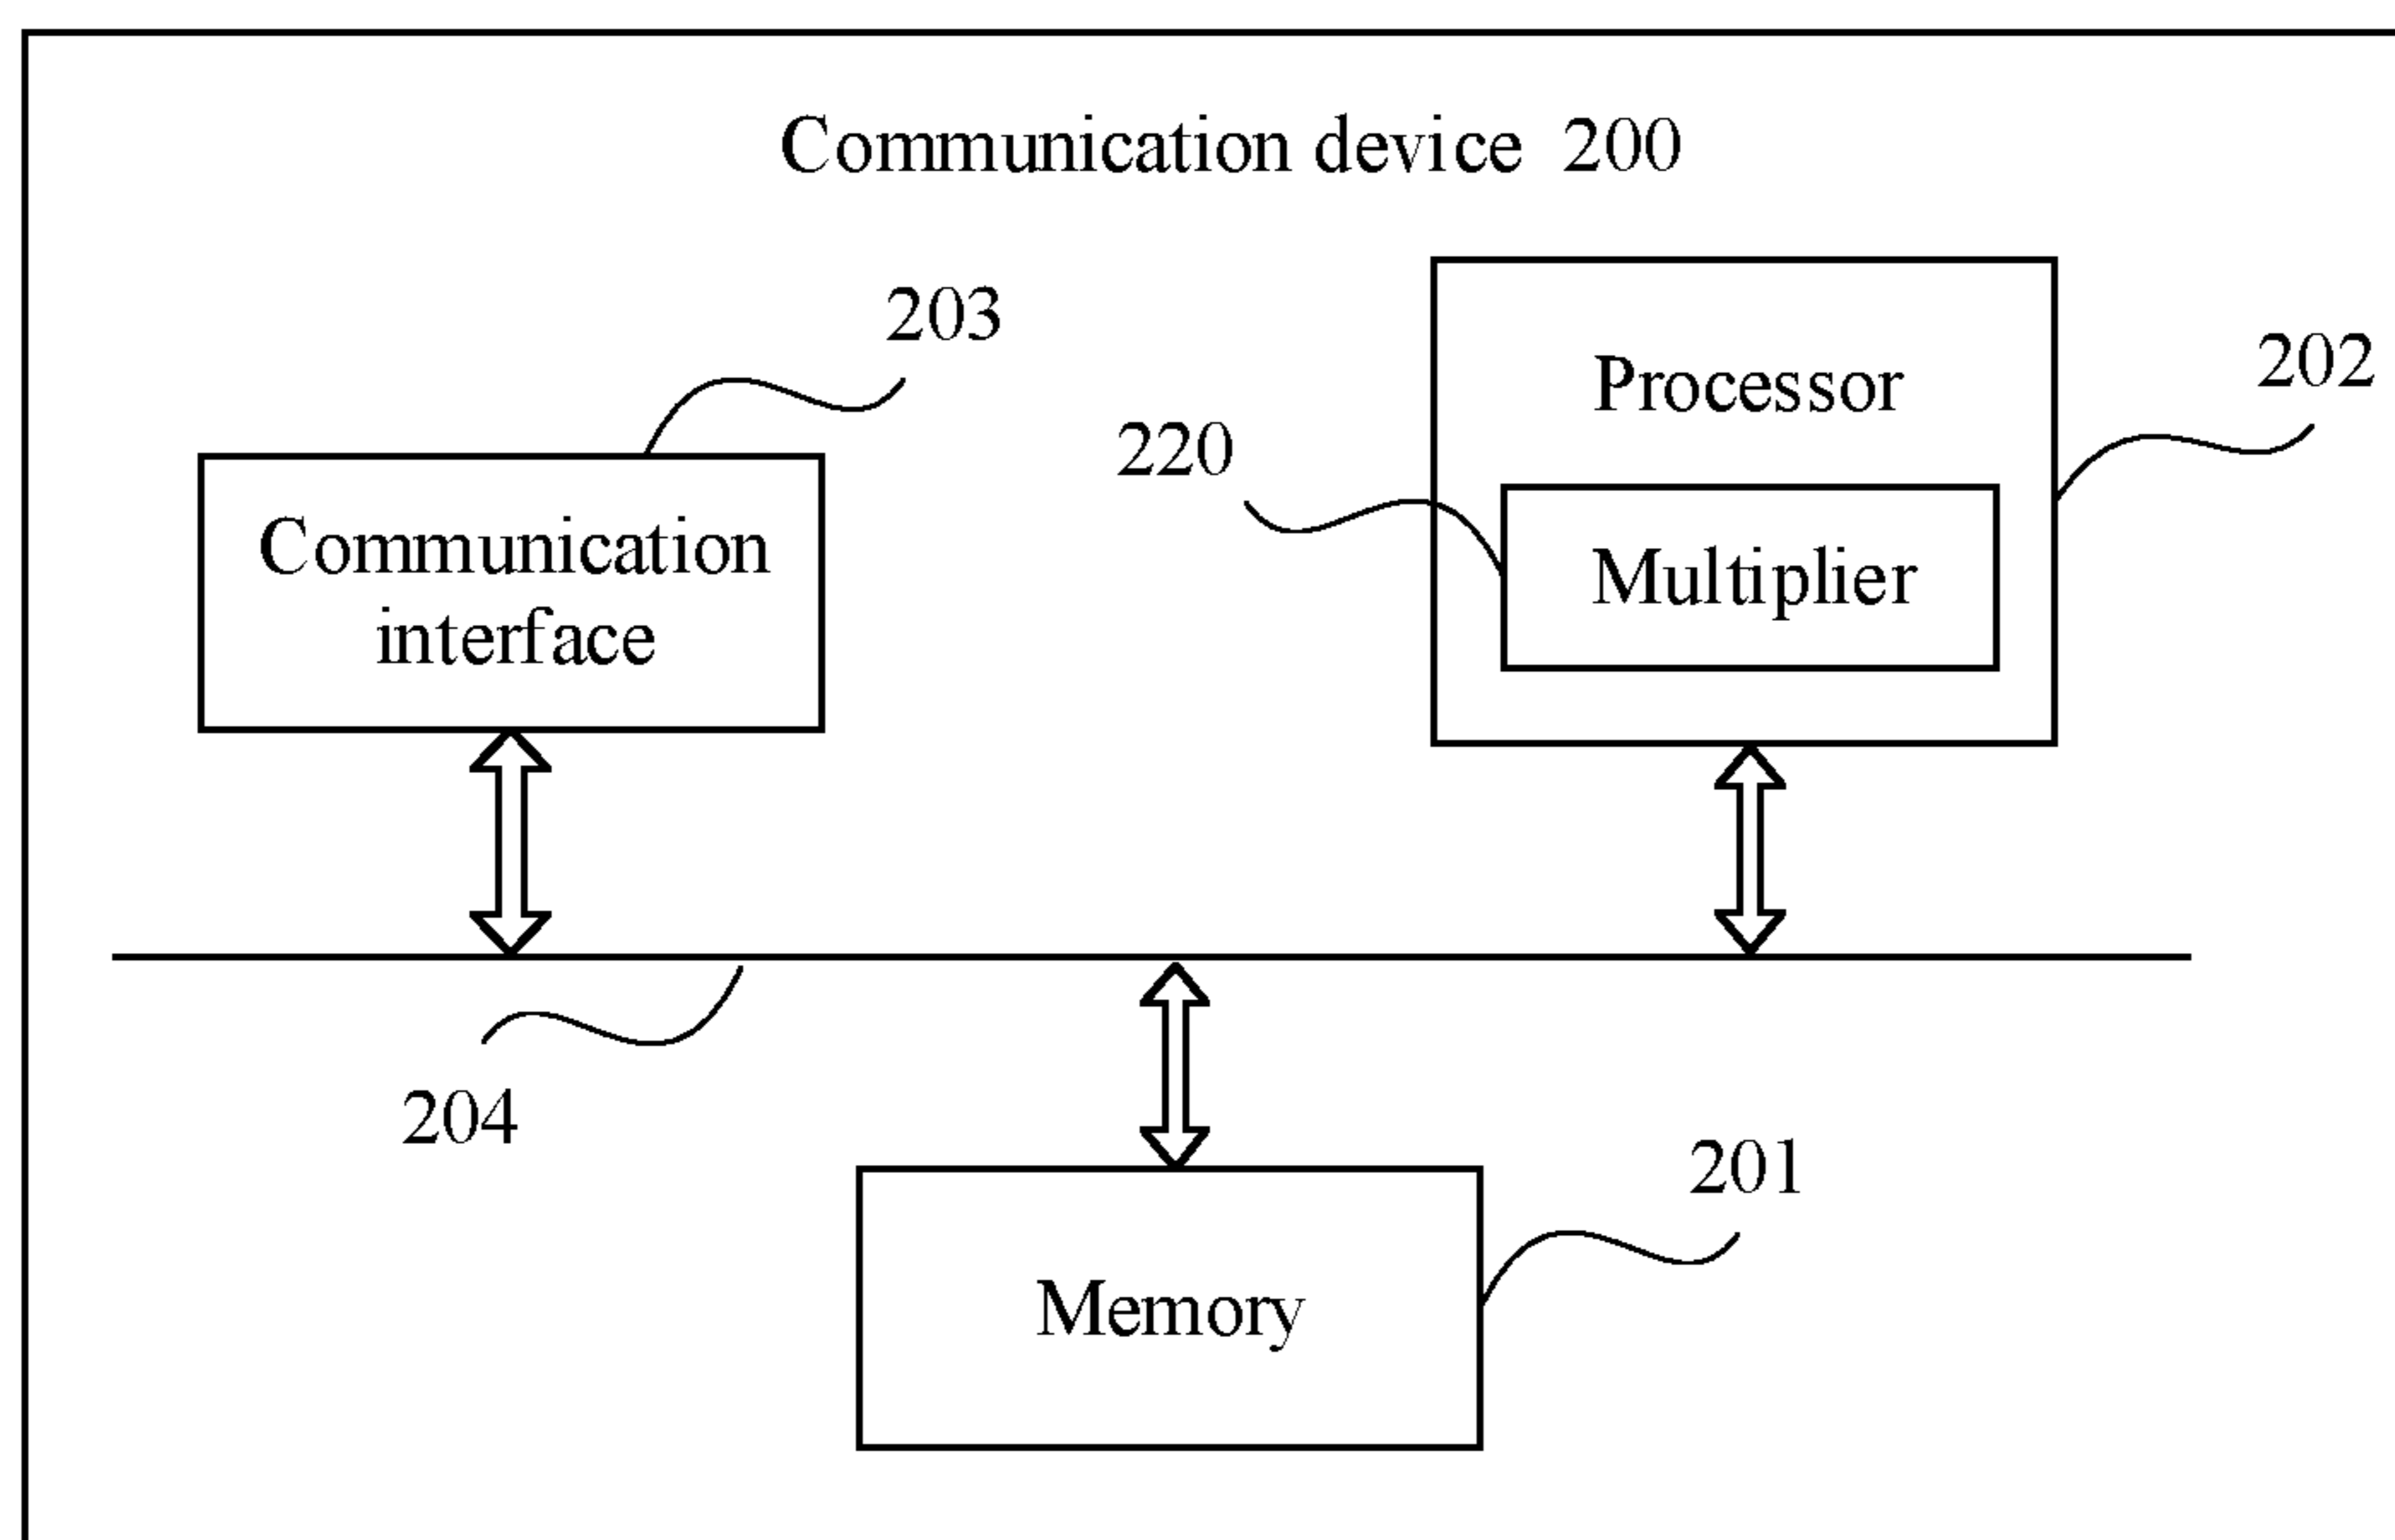 Communication device 200
203
Processor
202
220
Communication
interface
Multiplier
204
201
Memory